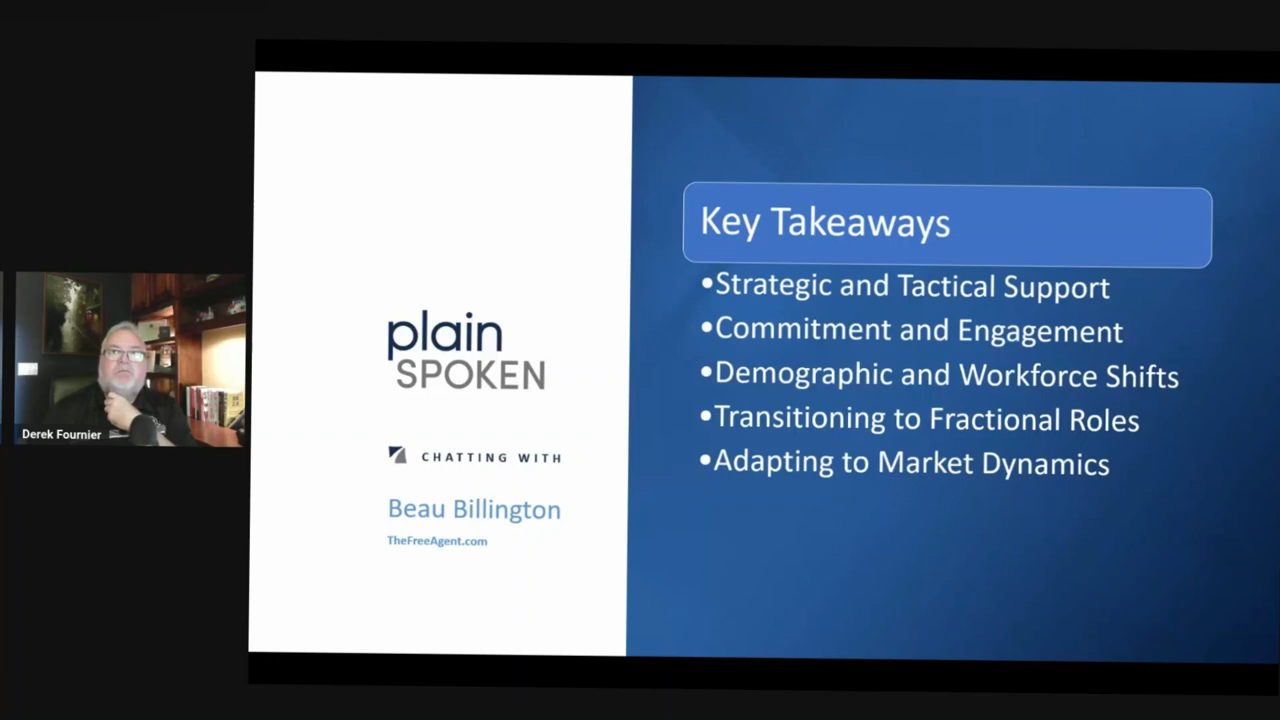 plain
SPOKEN
CHATTING WITH
Beau Billington
TheFreeAgent.com
Key Takeaways
•Strategic and Tactical Support
•Commitment and Engagement
•Demographic and Workforce Shifts
•Transitioning to Fractional Roles
•Adapting to Market Dynamics
Derek Fournier